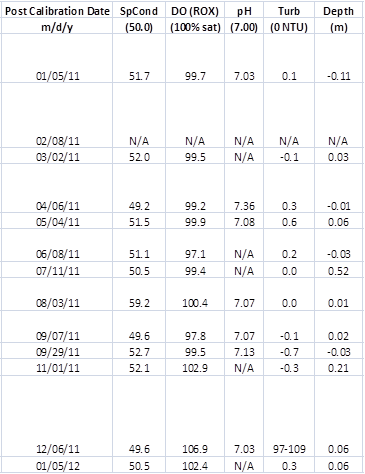 Post Calibration Date SpCond DO (ROX) pH Turb Depth
m/d/y (50.0) (100% sat) (7.00) (0 NTU) (m)
01/05/11 51.7 99.7 7.03 0.1 -0.11
02/08/11 N/A N/A N/A N/A N/A
03/02/11 52.0 99.5 N/A -0.1 0.03
04/06/11 49.2 99.2 7.36 0.3 -0.01
05/04/11 51.5 99.9 7.08 0.6 0.06
06/08/11 51.1 97.1 N/A 0.2 -0.03
07/11/11 50.5 99.4 N/A 0.0 0.52
08/03/11 59.2 100.4 7.07 0.0 0.01
09/07/11 49.6 97.8 7.07 -0.1 0.02
09/29/11 52.7 99.5 7.13 -0.7 -0.03
11/01/11 52.1 102.9 N/A -0.3 0.21
12/06/11 49.6 106.9 7.03 97-109 0.06
01/05/12 50.5 102.4 N/A 0.3 0.06